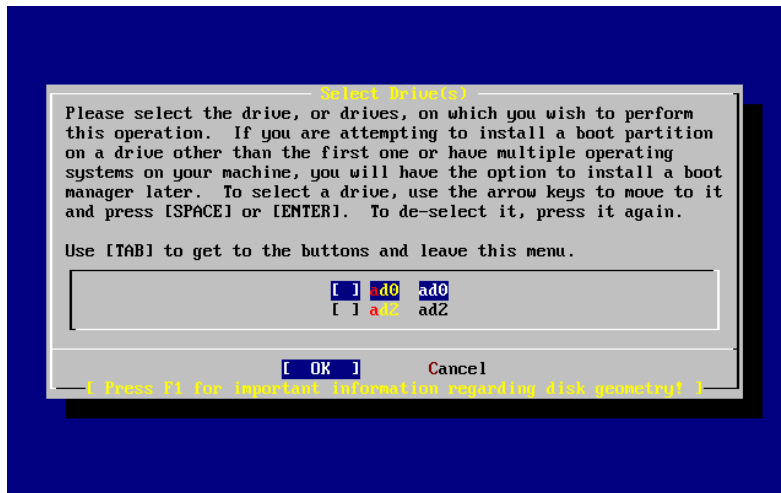 Select Drive(s)
Please select the drive, or drives, on which you wish to perform
this operation.  If you are attempting to install a boot partition
on a drive other than the first one or have multiple operating
systems on your machine, you will have the option to install a boot
manager later.  To select a drive, use the arrow keys to move to it
and press [SPACE] or [ENTER].  To de-select it, press it again.
Use [TAB] to get to the buttons and leave this menu.
[ ] ad0  ad0
[ ] ad2  ad2
[  OK  ]  Cancel
[ Press F1 for important information regarding disk geometry! ]